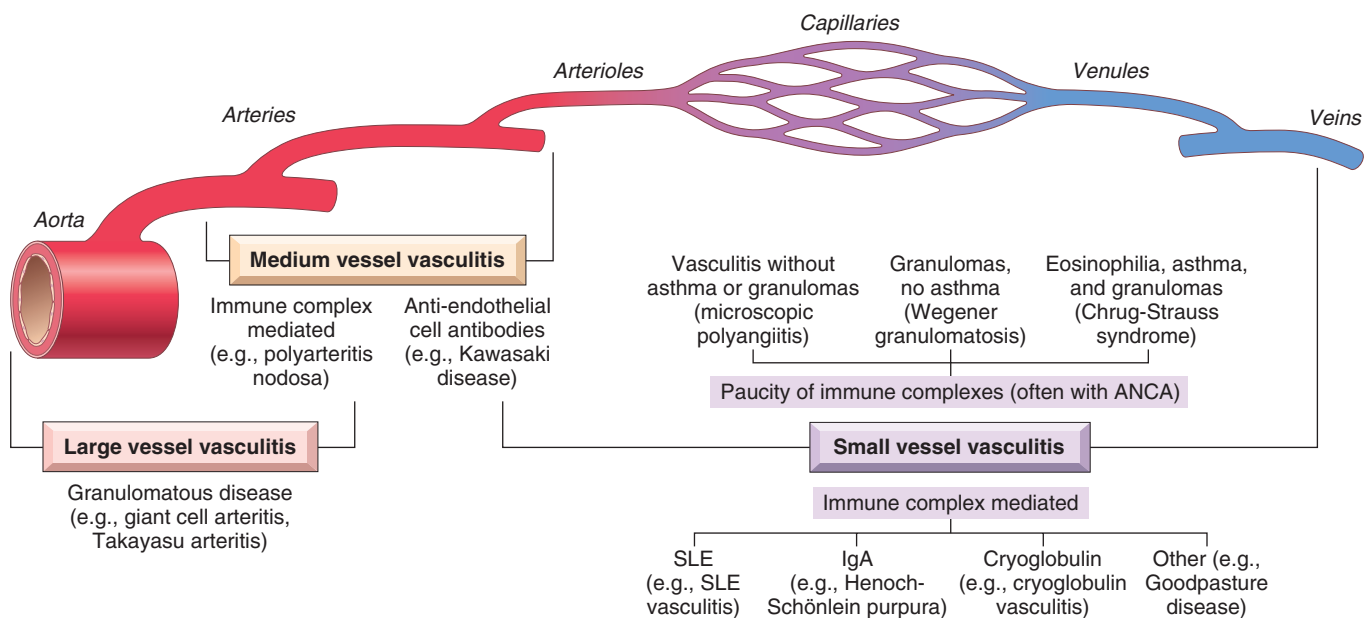 Capillaries
Arterioles
Venules
Arteries
Veins
Aorta
Medium vessel vasculitis
Immune complex
mediated
(e.g., polyarteritis
nodosa)
Anti-endothelial
cell antibodies
(e.g., Kawasaki
disease)
Vasculitis without
asthma or granulomas
(microscopic
polyangiitis)
Granulomas,
no asthma
(Wegener
granulomatosis)
Eosinophilia, asthma,
and granulomas
(Chrug-Strauss
syndrome)
Paucity of immune complexes (often with ANCA)
Large vessel vasculitis
Granulomatous disease
(e.g., giant cell arteritis,
Takayasu arteritis)
Small vessel vasculitis
Immune complex mediated
SLE
(e.g., SLE
vasculitis)
IgA
(e.g., Henoch-
Schönlein purpura)
Cryoglobulin
(e.g., cryoglobulin
vasculitis)
Other (e.g.,
Goodpasture
disease)